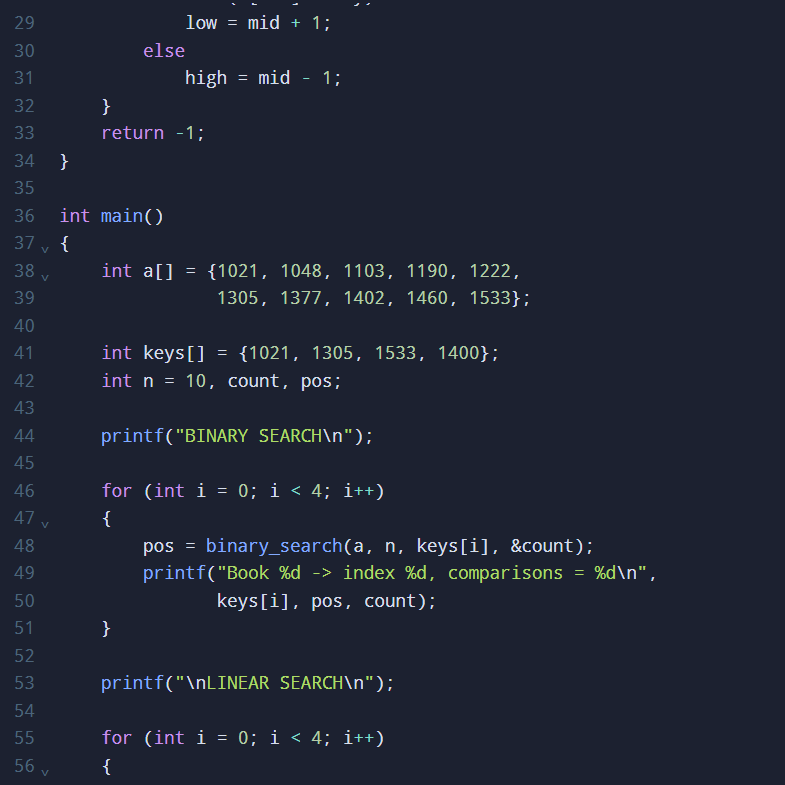 29 low = mid + 1;
30 else
31 high = mid - 1;
32 }
33 return -1;
34 }
35
36 int main()
37 {
38 int a[] = {1021, 1048, 1103, 1190, 1222,
39 1305, 1377, 1402, 1460, 1533};
40
41 int keys[] = {1021, 1305, 1533, 1400};
42 int n = 10, count, pos;
43
44 printf("BINARY SEARCH\n");
45
46 for (int i = 0; i < 4; i++)
47 {
48 pos = binary_search(a, n, keys[i], &count);
49 printf("Book %d -> index %d, comparisons = %d\n",
50 keys[i], pos, count);
51 }
52
53 printf("\nLINEAR SEARCH\n");
54
55 for (int i = 0; i < 4; i++)
56 {